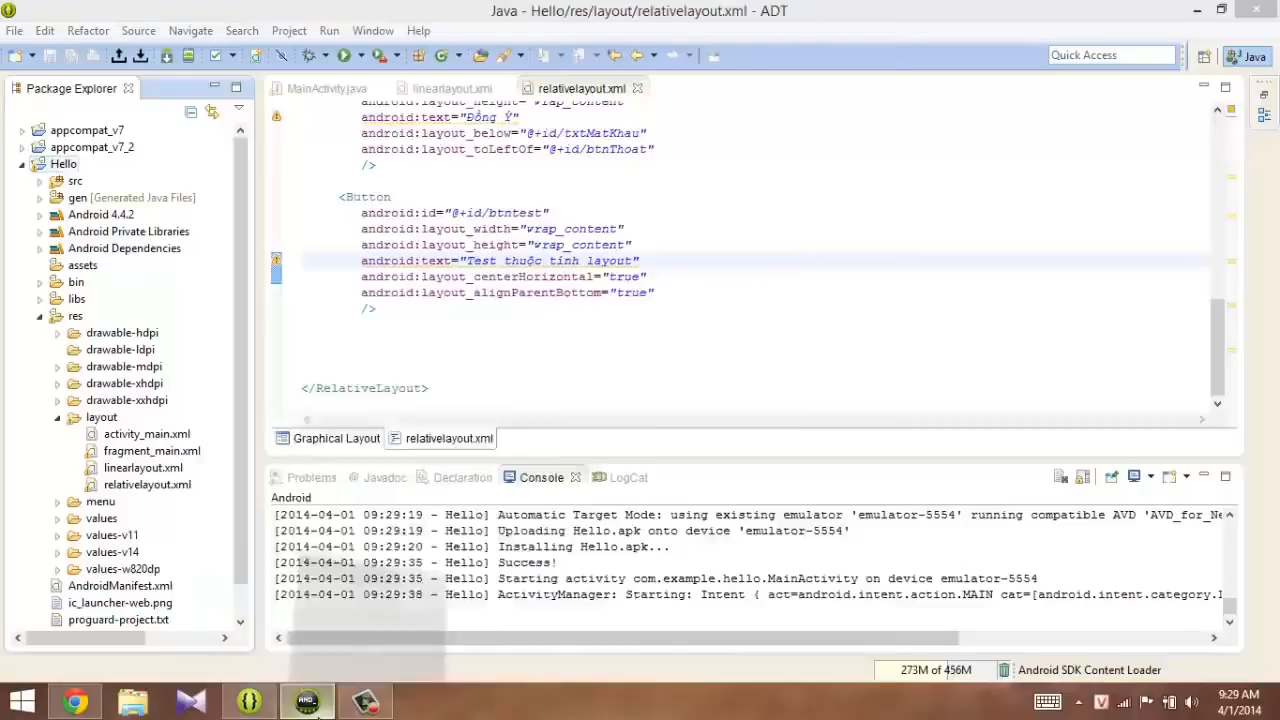 Java - Hello/res/layout/relativelayout.xml - ADT
File Edit Refactor Source Navigate Search Project Run Window Help
Quick Access
Java
Package Explorer
MainActivity.java linearlayout.xml relativelayout.xml
appcompat_v7
appcompat_v7_2
Hello
src
gen [Generated Java Files]
Android 4.4.2
Android Private Libraries
Android Dependencies
assets
bin
libs
res
drawable-hdpi
drawable-ldpi
drawable-mdpi
drawable-xhdpi
drawable-xxhdpi
layout
activity_main.xml
fragment_main.xml
linearlayout.xml
relativelayout.xml
menu
values
values-v11
values-v14
values-w820dp
AndroidManifest.xml
ic_launcher-web.png
proguard-project.txt
android:layout_height="wrap_content"
android:text="Đồng Ý"
android:layout_below="@+id/txtMatKhau"
android:layout_toLeftOf="@+id/btnThoat"
/>
<Button
android:id="@+id/btntest"
android:layout_width="wrap_content"
android:layout_height="wrap_content"
android:text="Test thuộc tính layout"
android:layout_centerHorizontal="true"
android:layout_alignParentBottom="true"
/>
</RelativeLayout>
Graphical Layout relativelayout.xml
Problems @ Javadoc Declaration Console LogCat
Android
[2014-04-01 09:29:19 - Hello] Automatic Target Mode: using existing emulator 'emulator-5554' running compatible AVD 'AVD_for_Ne
[2014-04-01 09:29:19 - Hello] Uploading Hello.apk onto device 'emulator-5554'
[2014-04-01 09:29:20 - Hello] Installing Hello.apk...
[2014-04-01 09:29:35 - Hello] Success!
[2014-04-01 09:29:35 - Hello] Starting activity com.example.hello.MainActivity on device emulator-5554
[2014-04-01 09:29:38 - Hello] ActivityManager: Starting: Intent { act=android.intent.action.MAIN cat=[android.intent.category.
273M of 456M
Android SDK Content Loader
9:29 AM
4/1/2014